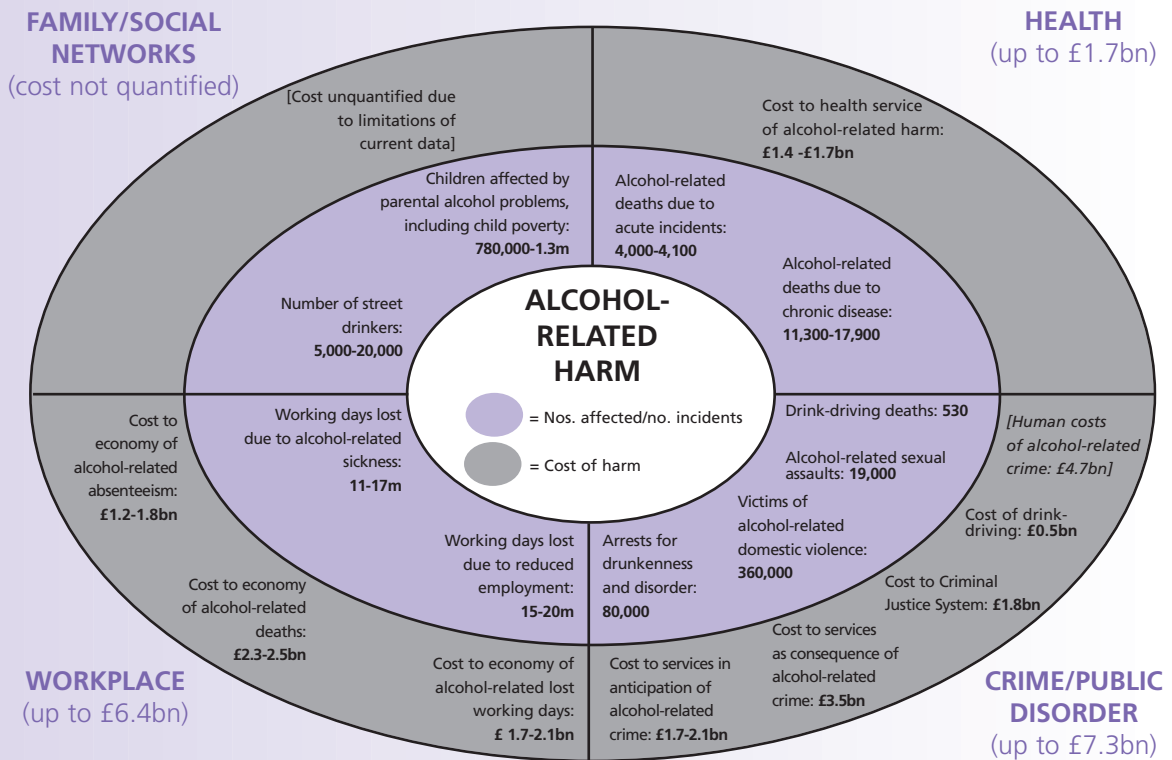 FAMILY/SOCIAL
NETWORKS
(cost not quantified)
HEALTH
(up to £1.7bn)
[Cost unquantified due
to limitations of
current data]
Cost to health service
of alcohol-related harm:
£1.4 -£1.7bn
Children affected by
parental alcohol problems,
including child poverty:
780,000-1.3m
Alcohol-related
deaths due to
acute incidents:
4,000-4,100
Number of street
drinkers:
5,000-20,000
Alcohol-related
deaths due to
chronic disease:
11,300-17,900
ALCOHOL-
RELATED
HARM
= Nos. affected/no. incidents
= Cost of harm
Cost to
economy of
alcohol-related
absenteeism:
£1.2-1.8bn
Working days lost
due to alcohol-related
sickness:
11-17m
Drink-driving deaths: 530
Alcohol-related sexual
assaults: 19,000
Victims of
alcohol-related
domestic violence:
360,000
[Human costs
of alcohol-related
crime: £4.7bn]
Cost of drink-
driving: £0.5bn
Working days lost
due to reduced
employment:
15-20m
Arrests for
drunkenness
and disorder:
80,000
Cost to economy
of alcohol-related
deaths:
£2.3-2.5bn
Cost to Criminal
Justice System: £1.8bn
Cost to services
as consequence of
alcohol-related
crime: £3.5bn
Cost to economy of
alcohol-related lost
working days:
£ 1.7-2.1bn
Cost to services in
anticipation of
alcohol-related
crime: £1.7-2.1bn
WORKPLACE
(up to £6.4bn)
CRIME/PUBLIC
DISORDER
(up to £7.3bn)